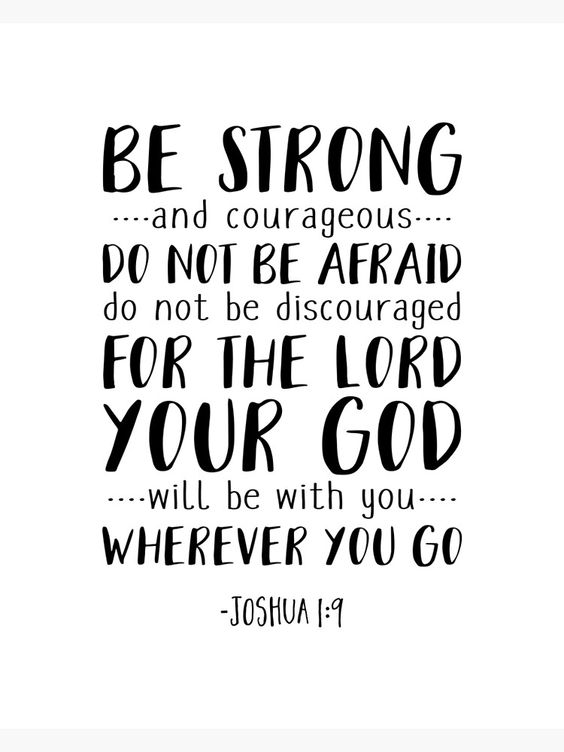 BE STRONG
....and courageous....
DO NOT BE AFRAID
do not be discouraged
FOR THE LORD
YOUR GOD
....will be with you....
WHEREVER YOU GO
-JOSHUA 1:9